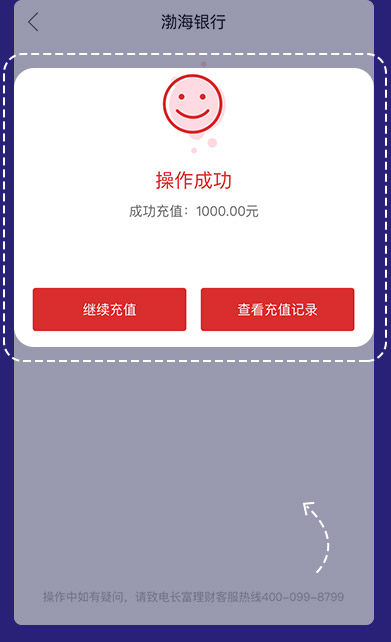 渤海银行
操作成功
成功充值：1000.00元
继续充值
查看充值记录
操作中如有疑问，请致电长富理财客服热线400-099-8799